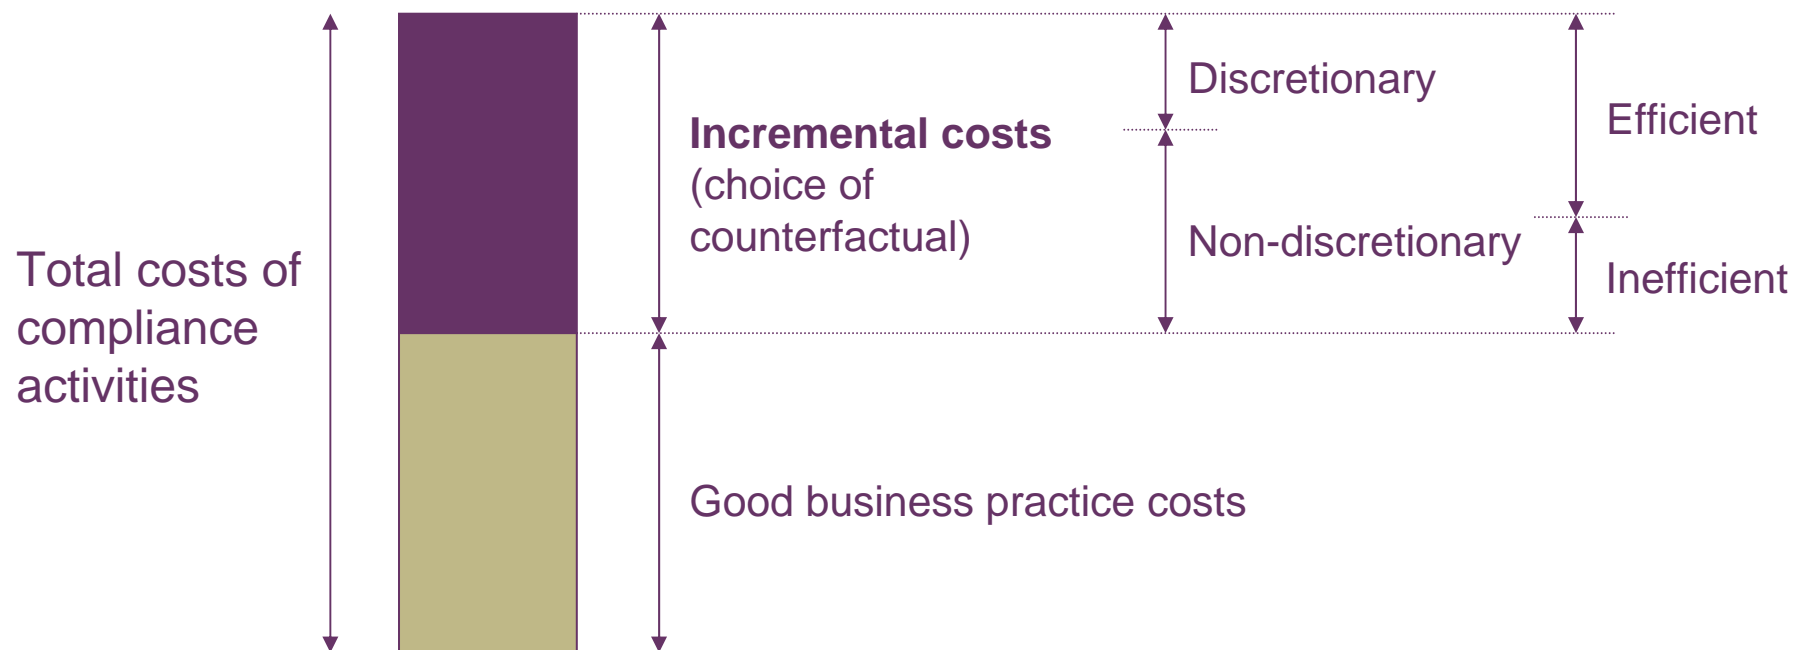 Total costs of
compliance
activities
Incremental costs
(choice of
counterfactual)
Good business practice costs
Discretionary
Non-discretionary
Efficient
Inefficient